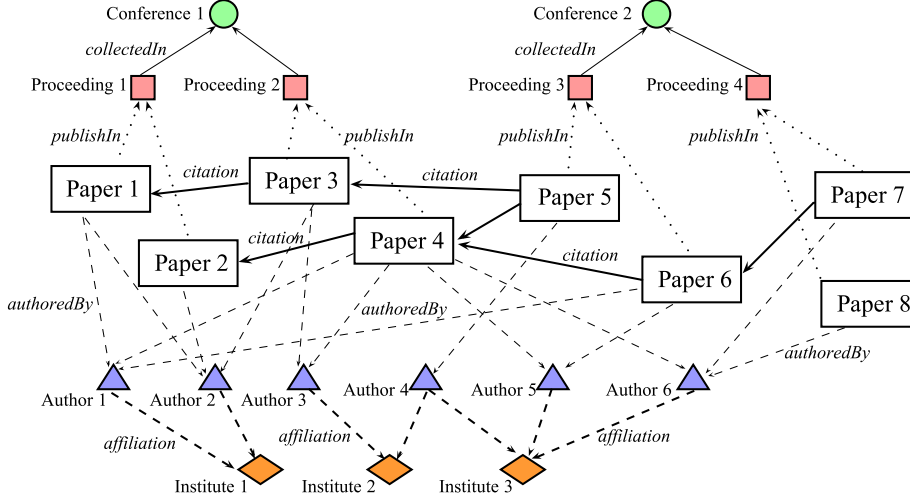 Conference 1
Conference 2
collectedIn
collectedIn
Proceeding 1
Proceeding 2
Proceeding 3
Proceeding 4
publishIn
publishIn
publishIn
publishIn
Paper 1
citation
Paper 3
citation
Paper 5
Paper 7
Paper 2
citation
Paper 4
citation
Paper 6
Paper 8
authoredBy
authoredBy
authoredBy
Author 1
Author 2
Author 3
Author 4
Author 5
Author 6
affiliation
affiliation
affiliation
Institute 1
Institute 2
Institute 3